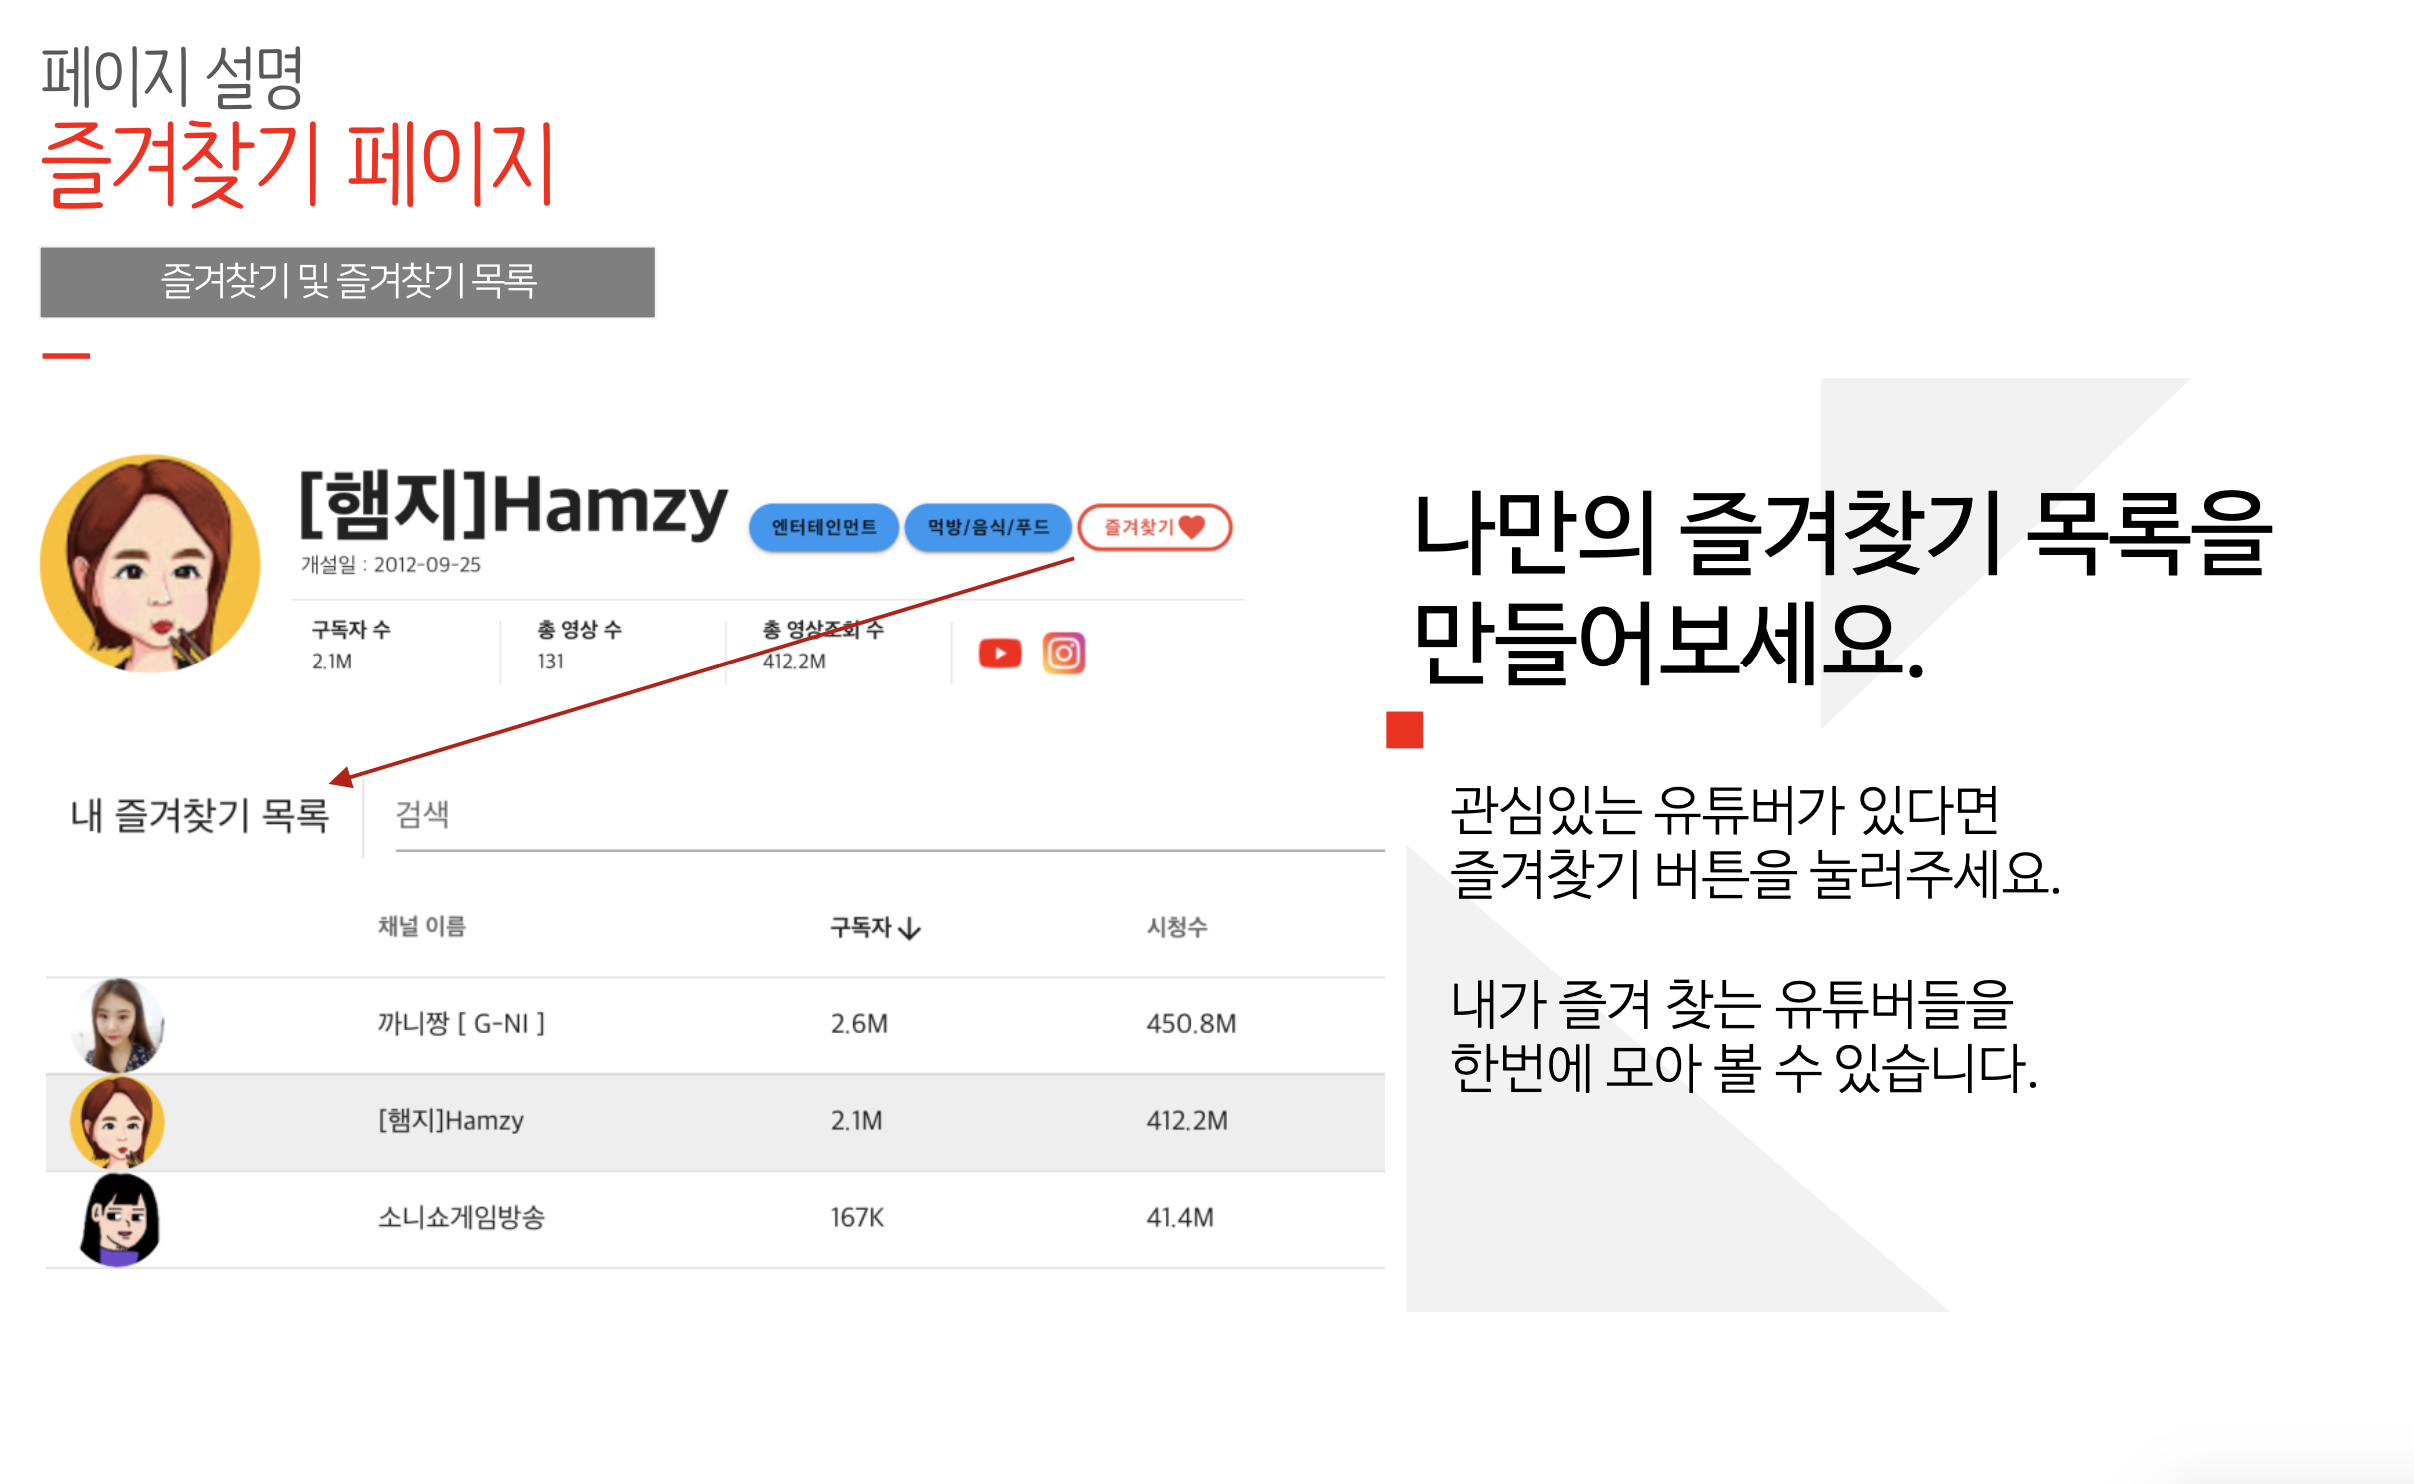 페이지 설명
즐겨찾기 페이지
즐겨찾기 및 즐겨찾기 목록
[햄지]Hamzy
엔터테인먼트
먹방/음식/푸드
즐겨찾기
개설일 : 2012-09-25
구독자 수
2.1M
총 영상 수
131
총 영상조회 수
412.2M
내 즐겨찾기 목록
검색
채널 이름 구독자 시청수
까니짱 [ G-NI ] 2.6M 450.8M
[햄지]Hamzy 2.1M 412.2M
소니쇼게임방송 167K 41.4M
나만의 즐겨찾기 목록을
만들어보세요.
관심있는 유튜버가 있다면
즐겨찾기 버튼을 눌러주세요.
내가 즐겨 찾는 유튜버들을
한번에 모아 볼 수 있습니다.